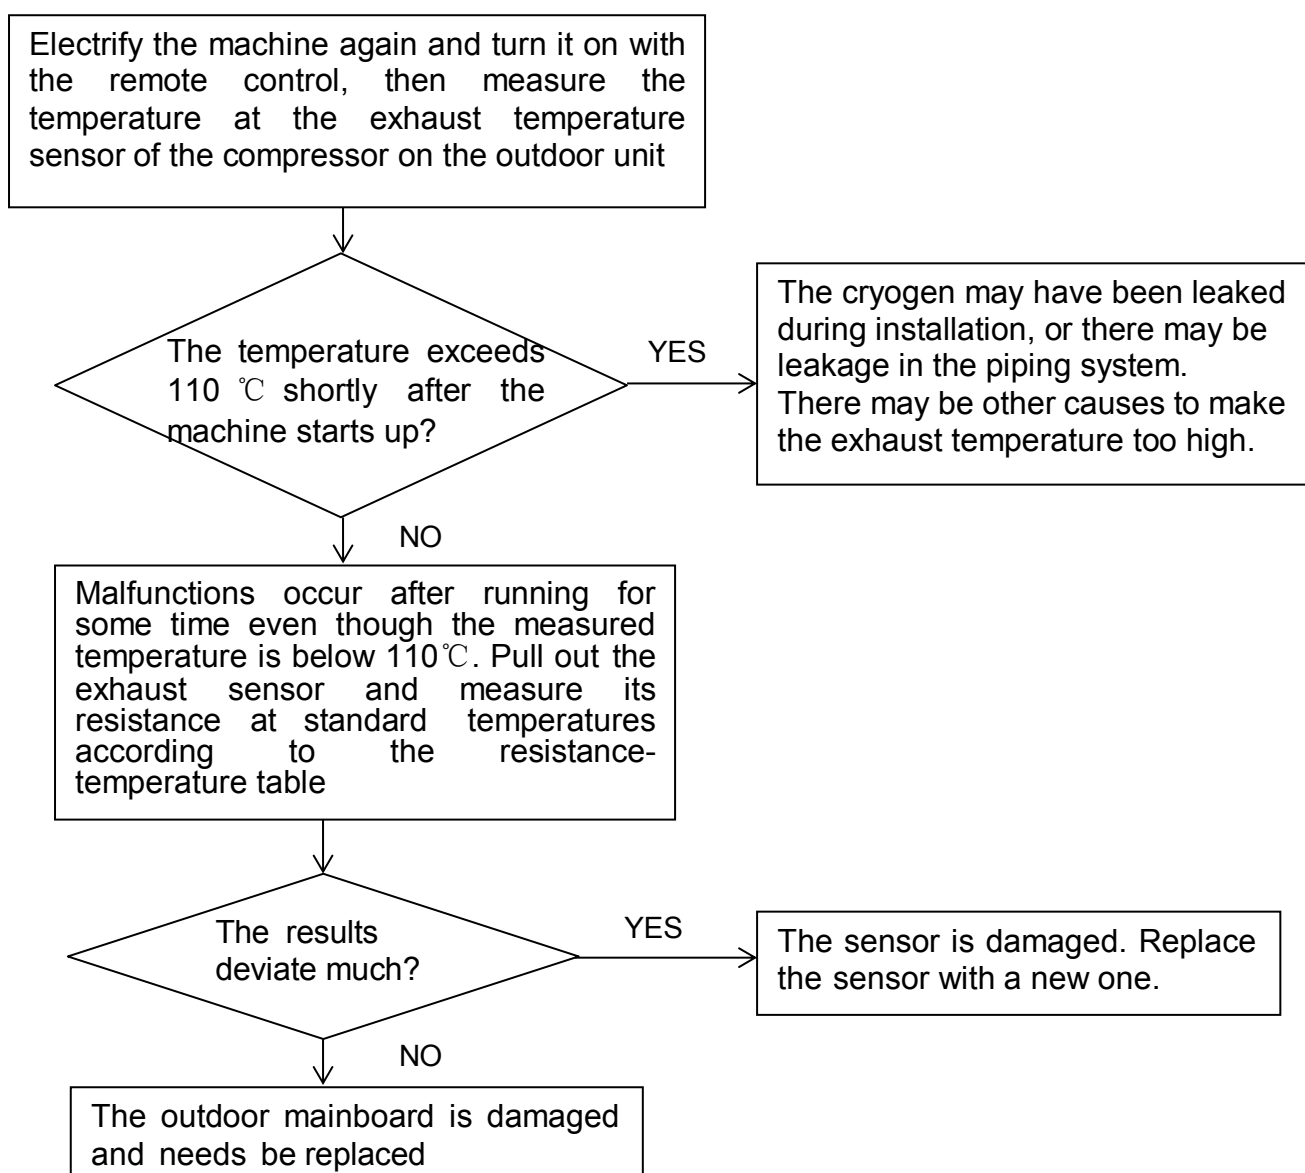 Electrify the machine again and turn it on with
the remote control, then measure the
temperature at the exhaust temperature
sensor of the compressor on the outdoor unit
The temperature exceeds
110 ℃ shortly after the
machine starts up?
YES
The cryogen may have been leaked
during installation, or there may be
leakage in the piping system.
There may be other causes to make
the exhaust temperature too high.
NO
Malfunctions occur after running for
some time even though the measured
temperature is below 110℃. Pull out the
exhaust sensor and measure its
resistance at standard temperatures
according to the resistance-
temperature table
The results
deviate much?
YES
The sensor is damaged. Replace
the sensor with a new one.
NO
The outdoor mainboard is damaged
and needs be replaced